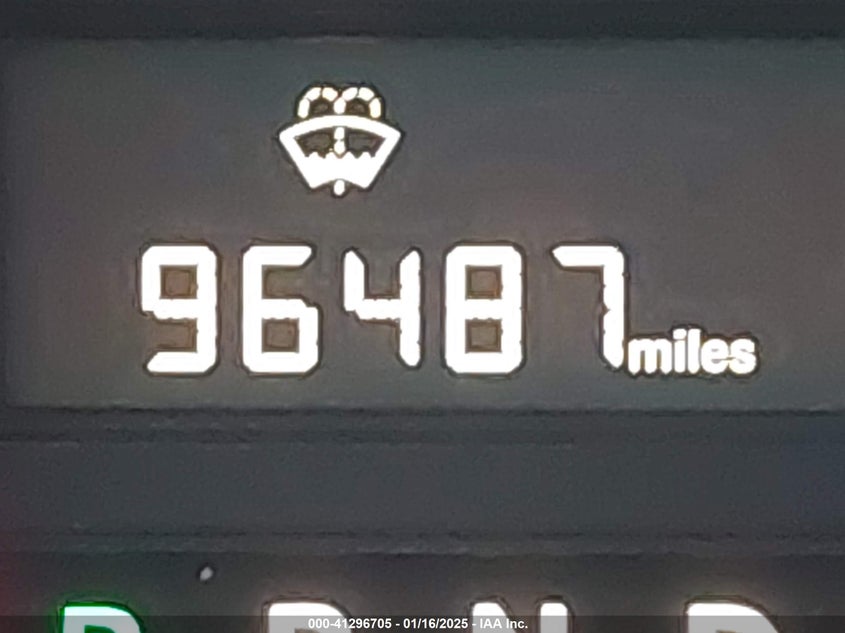 96487 miles
P R N D
000-41296705 - 01/16/2025 - IAA Inc.